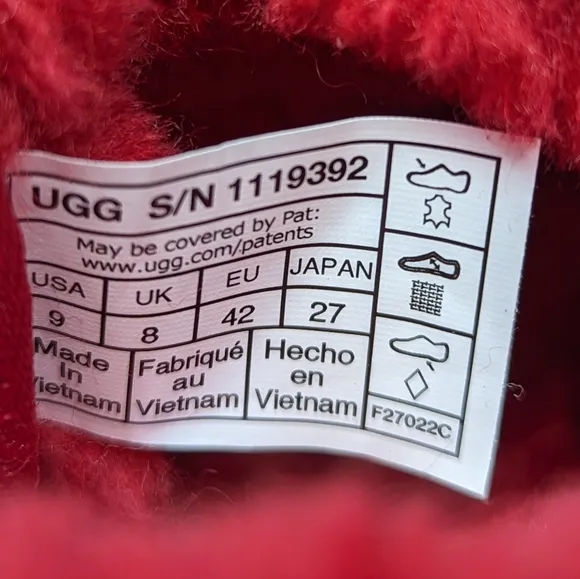 UGG S/N 1119392
May be covered by Pat:
www.ugg.com/patents
USA UK EU JAPAN
9 8 42 27
Made in Vietnam
Fabriqué au Vietnam
Hecho en Vietnam
F27022C